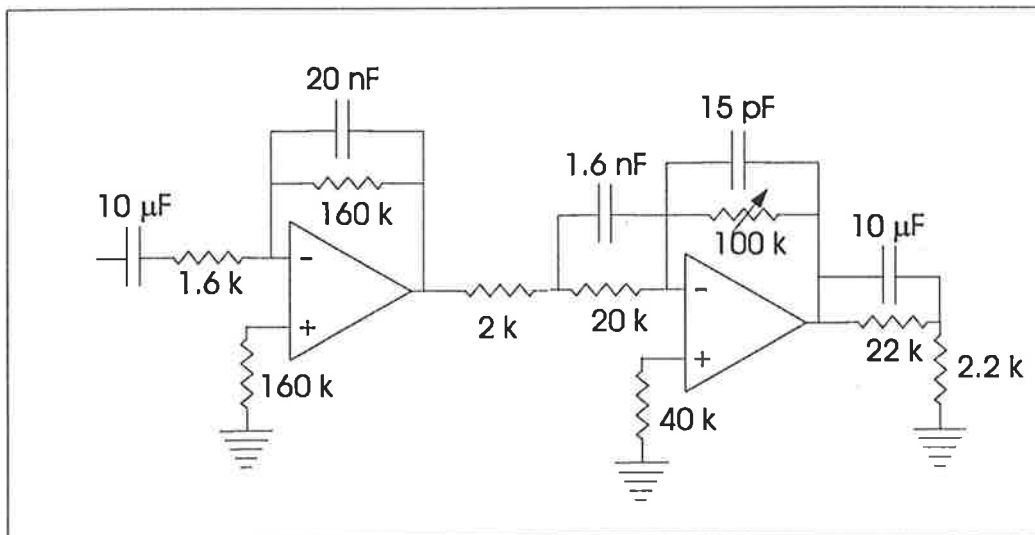 20 nF
15 pF
1.6 nF
10 μF
160 k
100 k
10 μF
1.6 k
-
-
2 k
20 k
+
22 k
160 k
+
2.2 k
40 k